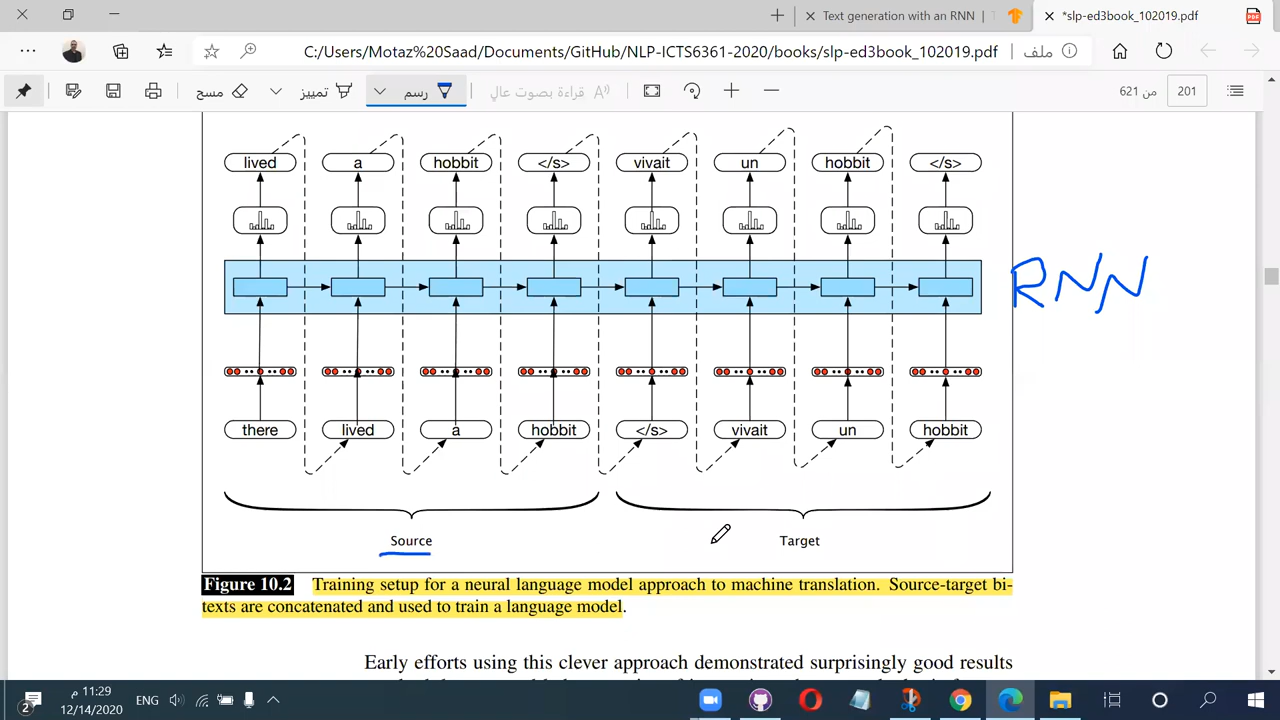 Text generation with an RNN | T
*slp-ed3book_102019.pdf
C:/Users/Motaz%20Saad/Documents/GitHub/NLP-ICTS6361-2020/books/slp-ed3book_102019.pdf
ملف
مسح
تمييز
رسم
قراءة بصوت عالٍ
201 من 621
lived a hobbit </s> vivait un hobbit </s>
RNN
there lived a hobbit </s> vivait un hobbit
Source Target
Figure 10.2 Training setup for a neural language model approach to machine translation. Source-target bi-
texts are concatenated and used to train a language model.
Early efforts using this clever approach demonstrated surprisingly good results
2
11:29 م
12/14/2020
ENG